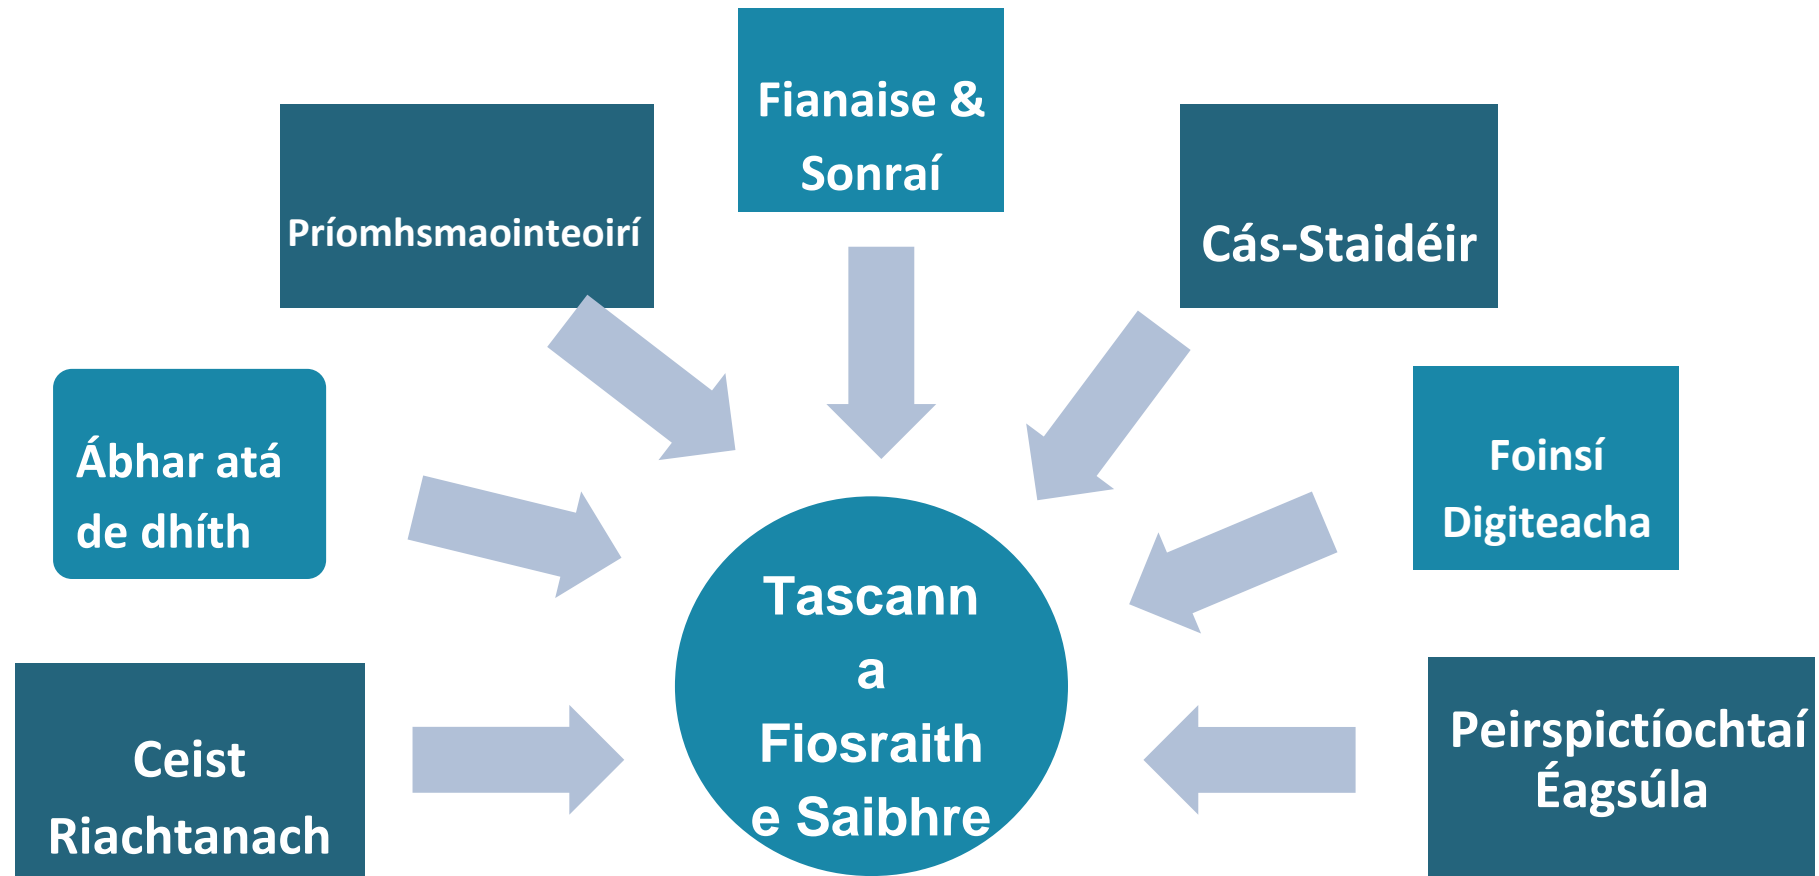 Fianaise &
Sonraí
Príomhsmaointeoirí
Cás-Staidéir
Ábhar atá
de dhíth
Foinsí
Digiteacha
Ceist
Riachtanach
Tascann
a
Fiosraith
e Saibhre
Peirspictíochtaí
Éagsúla